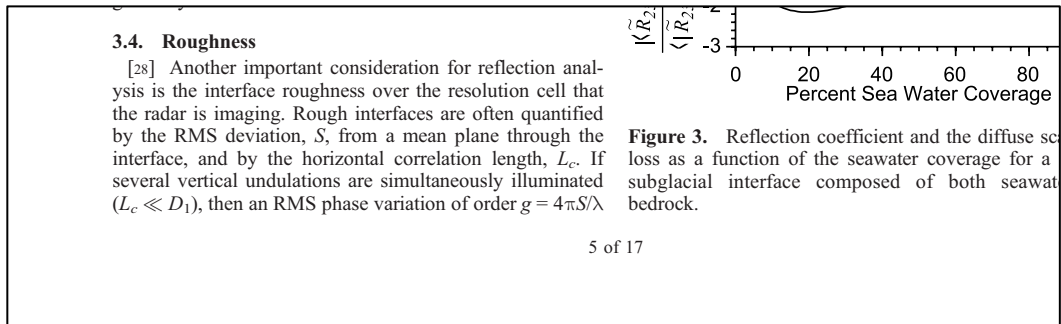 3.4. Roughness
[28] Another important consideration for reflection anal-
ysis is the interface roughness over the resolution cell that
the radar is imaging. Rough interfaces are often quantified
by the RMS deviation, S, from a mean plane through the
interface, and by the horizontal correlation length, Lc. If
several vertical undulations are simultaneously illuminated
(Lc ≪ D1), then an RMS phase variation of order g = 4πS/λ
-2
-3
0 20 40 60 80
Percent Sea Water Coverage
Figure 3. Reflection coefficient and the diffuse
loss as a function of the seawater coverage for a
subglacial interface composed of both
bedrock.
5 of 17